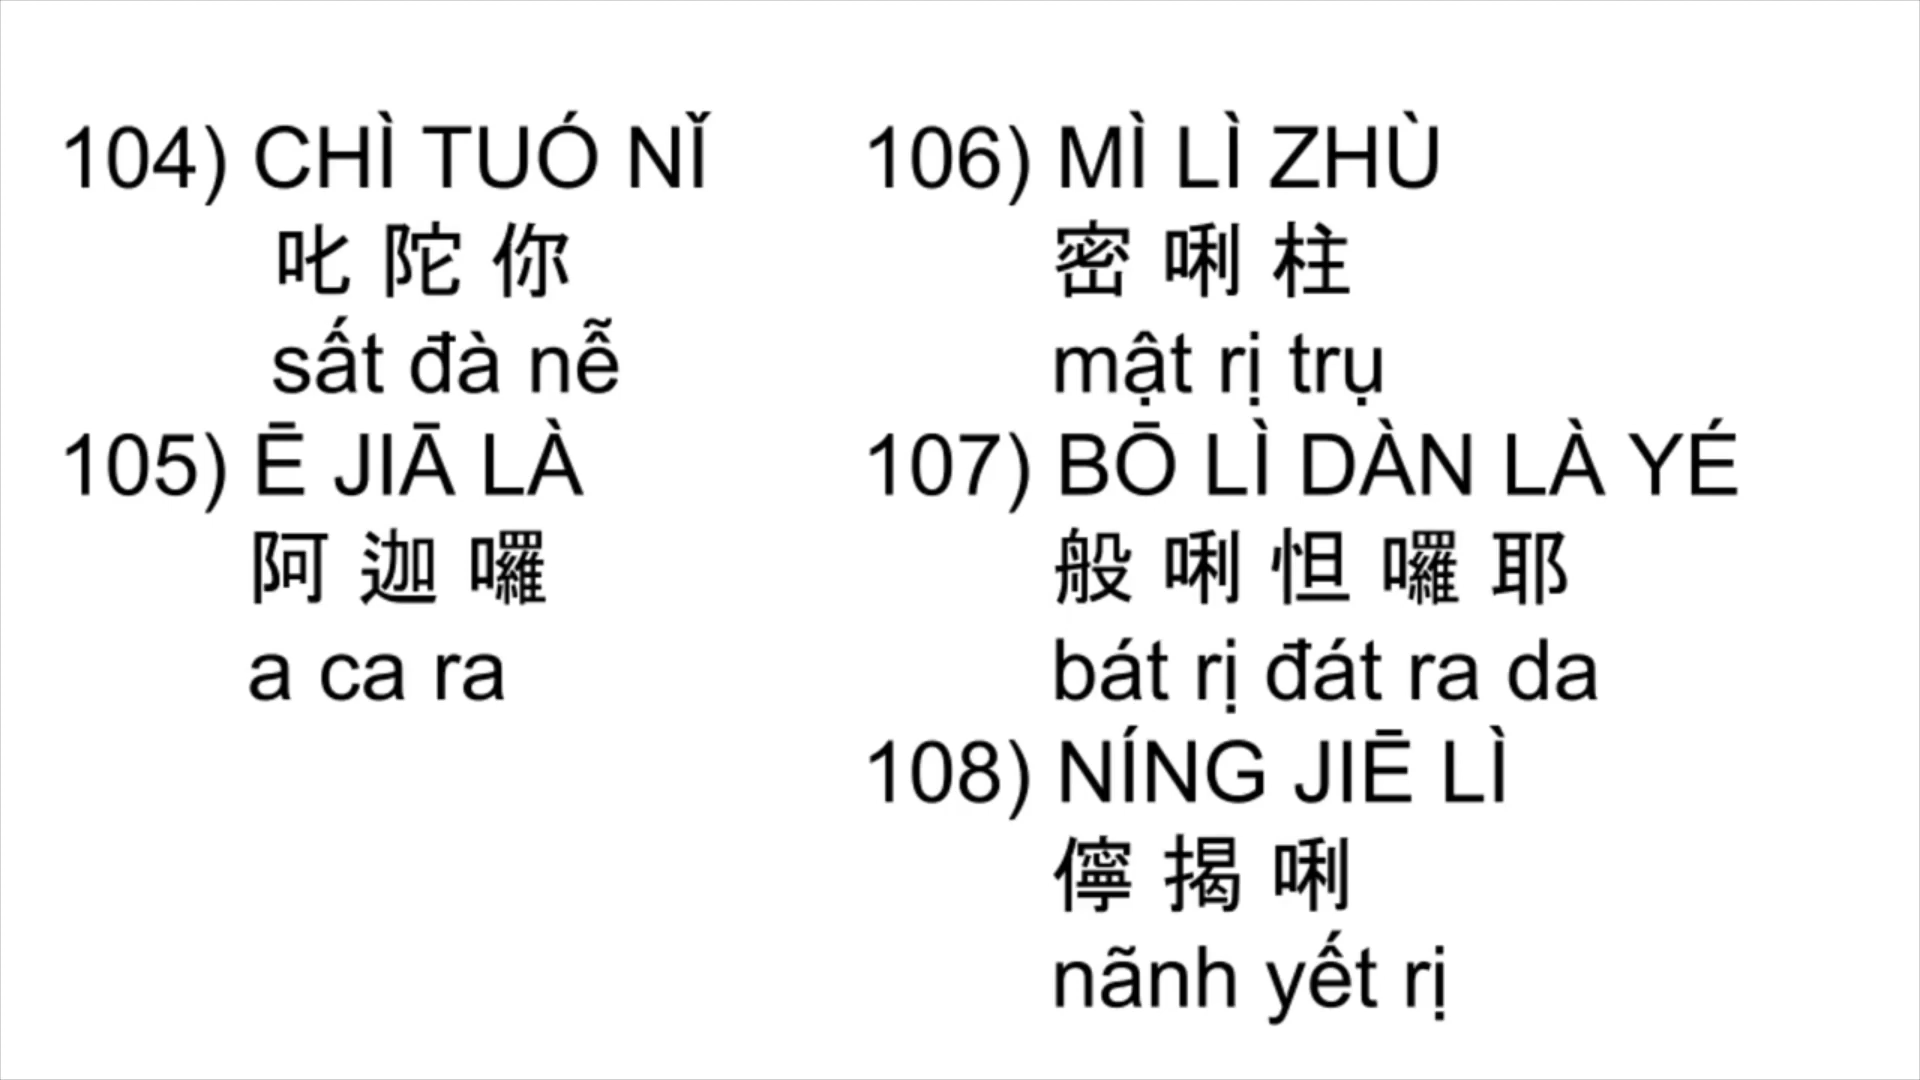 104) CHÌ TUÓ NǏ
叱 陀 你
sất đà nễ
105) Ē JIĀ LÀ
阿 迦 囉
a ca ra
106) MÌ LÌ ZHÙ
密 唎 柱
mật rị trụ
107) BŌ LÌ DÀN LÀ YÉ
般 唎 怛 囉 耶
bát rị đát ra da
108) NÍNG JIĒ LÌ
儜 揭 唎
nãnh yết rị